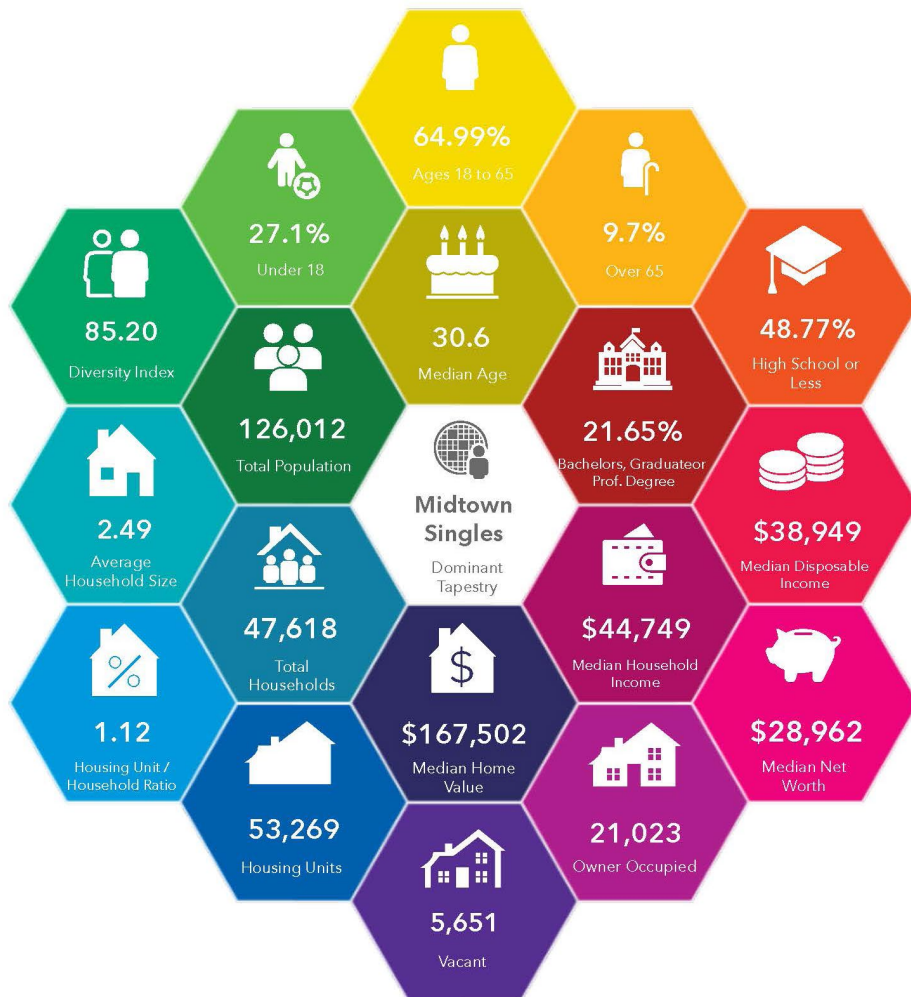 64.99%
Ages 18 to 65
27.1%
Under 18
9.7%
Over 65
85.20
Diversity Index
30.6
Median Age
48.77%
High School or
Less
126,012
Total Population
21.65%
Bachelors, Graduateor
Prof. Degree
2.49
Average
Household Size
Midtown
Singles
Dominant
Tapestry
$38,949
Median Disposable
Income
47,618
Total
Households
$44,749
Median Household
Income
1.12
Housing Unit /
Household Ratio
$
$167,502
Median Home
Value
$28,962
Median Net
Worth
53,269
Housing Units
21,023
Owner Occupied
5,651
Vacant